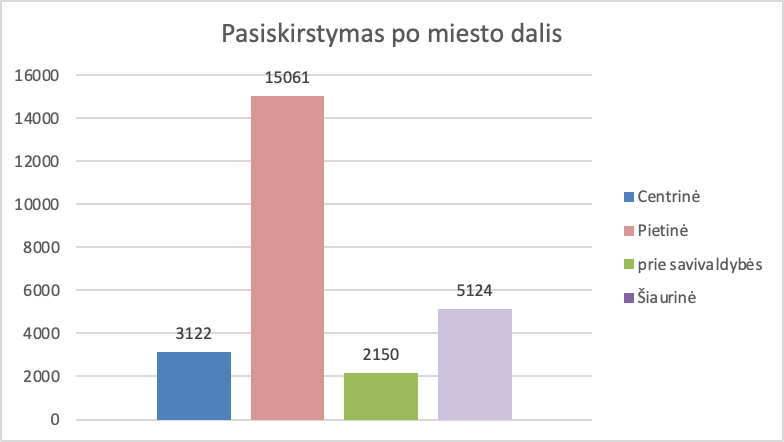 Pasiskirstymas po miesto dalis
16000
14000
12000
10000
8000
6000
4000
2000
0
3122
15061
2150
5124
Centrinė
Pietinė
prie savivaldybės
Šiaurinė